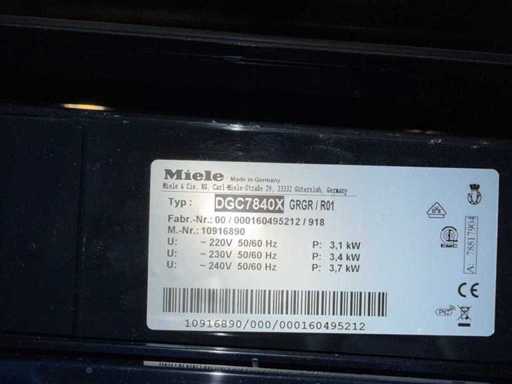 Miele Made in Germany
Miele & Cie. KG, Carl-Miele-Straße 29, 33332 Gütersloh, Germany
Typ: DGC7840X GRGR / R01
Fabr.-Nr.: 00 / 000160495212 / 918
M.-Nr.: 10916890
U: ~ 220V 50/60 Hz P: 3,1 kW
U: ~ 230V 50/60 Hz P: 3,4 kW
U: ~ 240V 50/60 Hz P: 3,7 kW
10916890/000/000160495212
CE